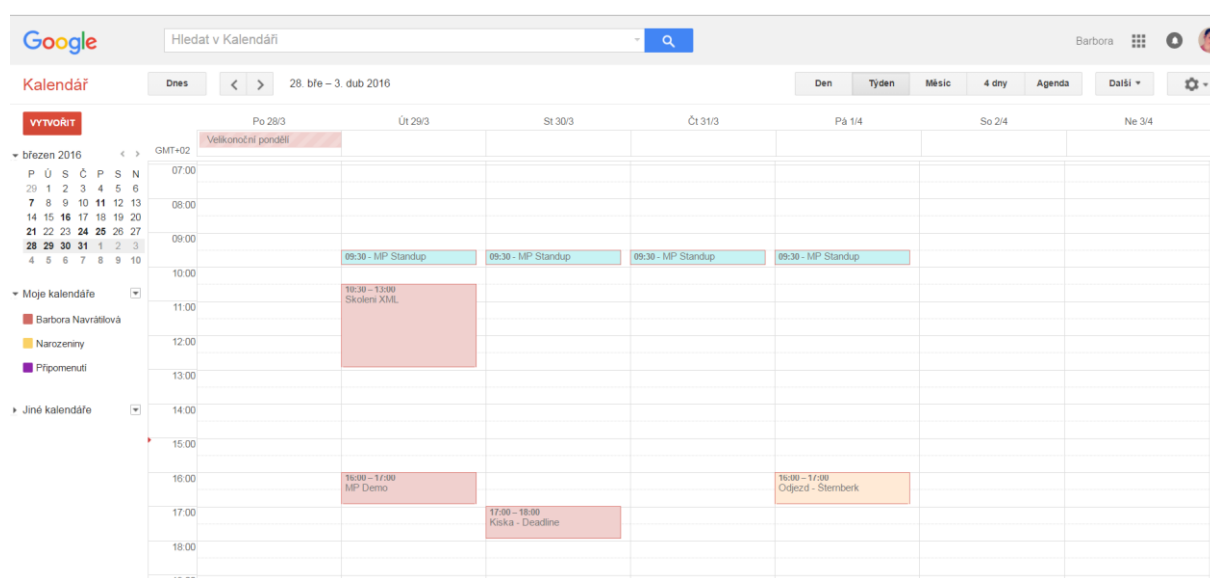 Google
Hledat v Kalendáři
Barbora
Kalendář
Dnes
28. bře – 3. dub 2016
Den
Týden
Měsíc
4 dny
Agenda
Další
VYTVOŘIT
březen 2016
P Ú S Č P S N
29 1 2 3 4 5 6
7 8 9 10 11 12 13
14 15 16 17 18 19 20
21 22 23 24 25 26 27
28 29 30 31 1 2 3
4 5 6 7 8 9 10
Moje kalendáře
Barbora Navrátilová
Narozeniny
Připomenutí
Jiné kalendáře
Po 28/3
Út 29/3
St 30/3
Čt 31/3
Pá 1/4
So 2/4
Ne 3/4
GMT+02
Velikonoční pondělí
07:00
08:00
09:00
09:30 - MP Standup
09:30 - MP Standup
09:30 - MP Standup
09:30 - MP Standup
10:00
10:30 – 13:00
Skoleni XML
11:00
12:00
13:00
14:00
15:00
16:00
16:00 – 17:00
MP Demo
16:00 – 17:00
Odjezd - Šternberk
17:00
17:00 – 18:00
Kiska - Deadline
18:00